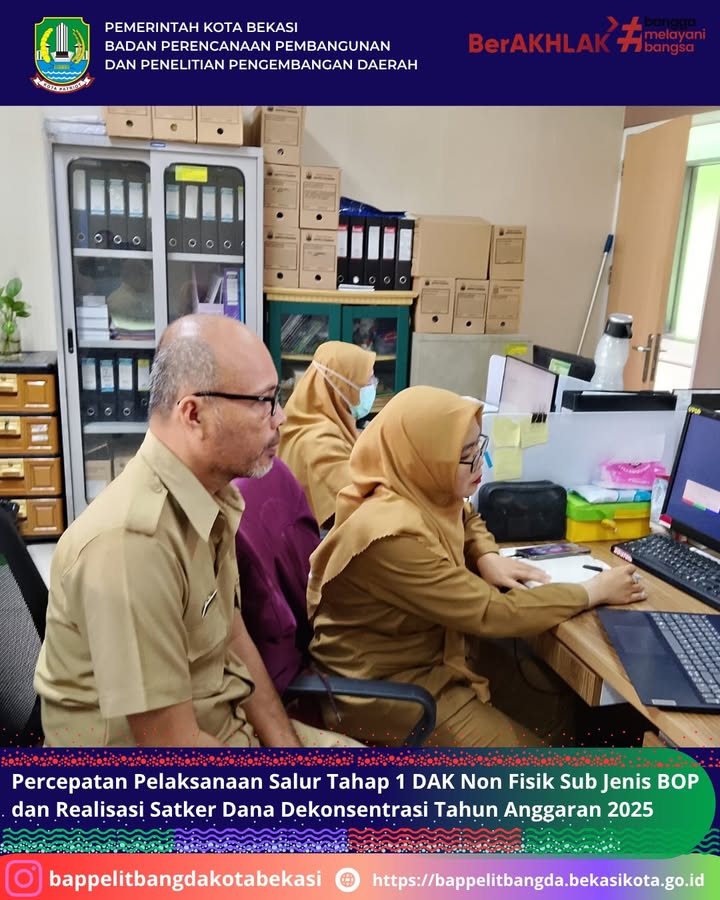 PEMERINTAH KOTA BEKASI
BADAN PERENCANAAN PEMBANGUNAN
DAN PENELITIAN PENGEMBANGAN DAERAH
KOTA PATRIOT
BerAKHLAK
#
bangga
melayani
bangsa
Percepatan Pelaksanaan Salur Tahap 1 DAK Non Fisik Sub Jenis BOP
dan Realisasi Satker Dana Dekonsentrasi Tahun Anggaran 2025
bappelitbangdakotabekasi
https://bappelitbangda.bekasikota.go.id